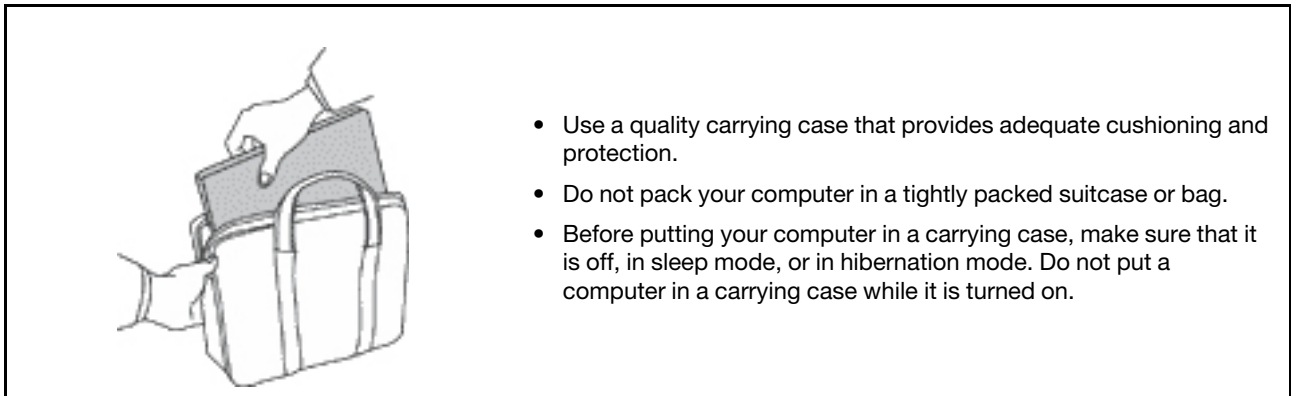 • Use a quality carrying case that provides adequate cushioning and
protection.
• Do not pack your computer in a tightly packed suitcase or bag.
• Before putting your computer in a carrying case, make sure that it
is off, in sleep mode, or in hibernation mode. Do not put a
computer in a carrying case while it is turned on.